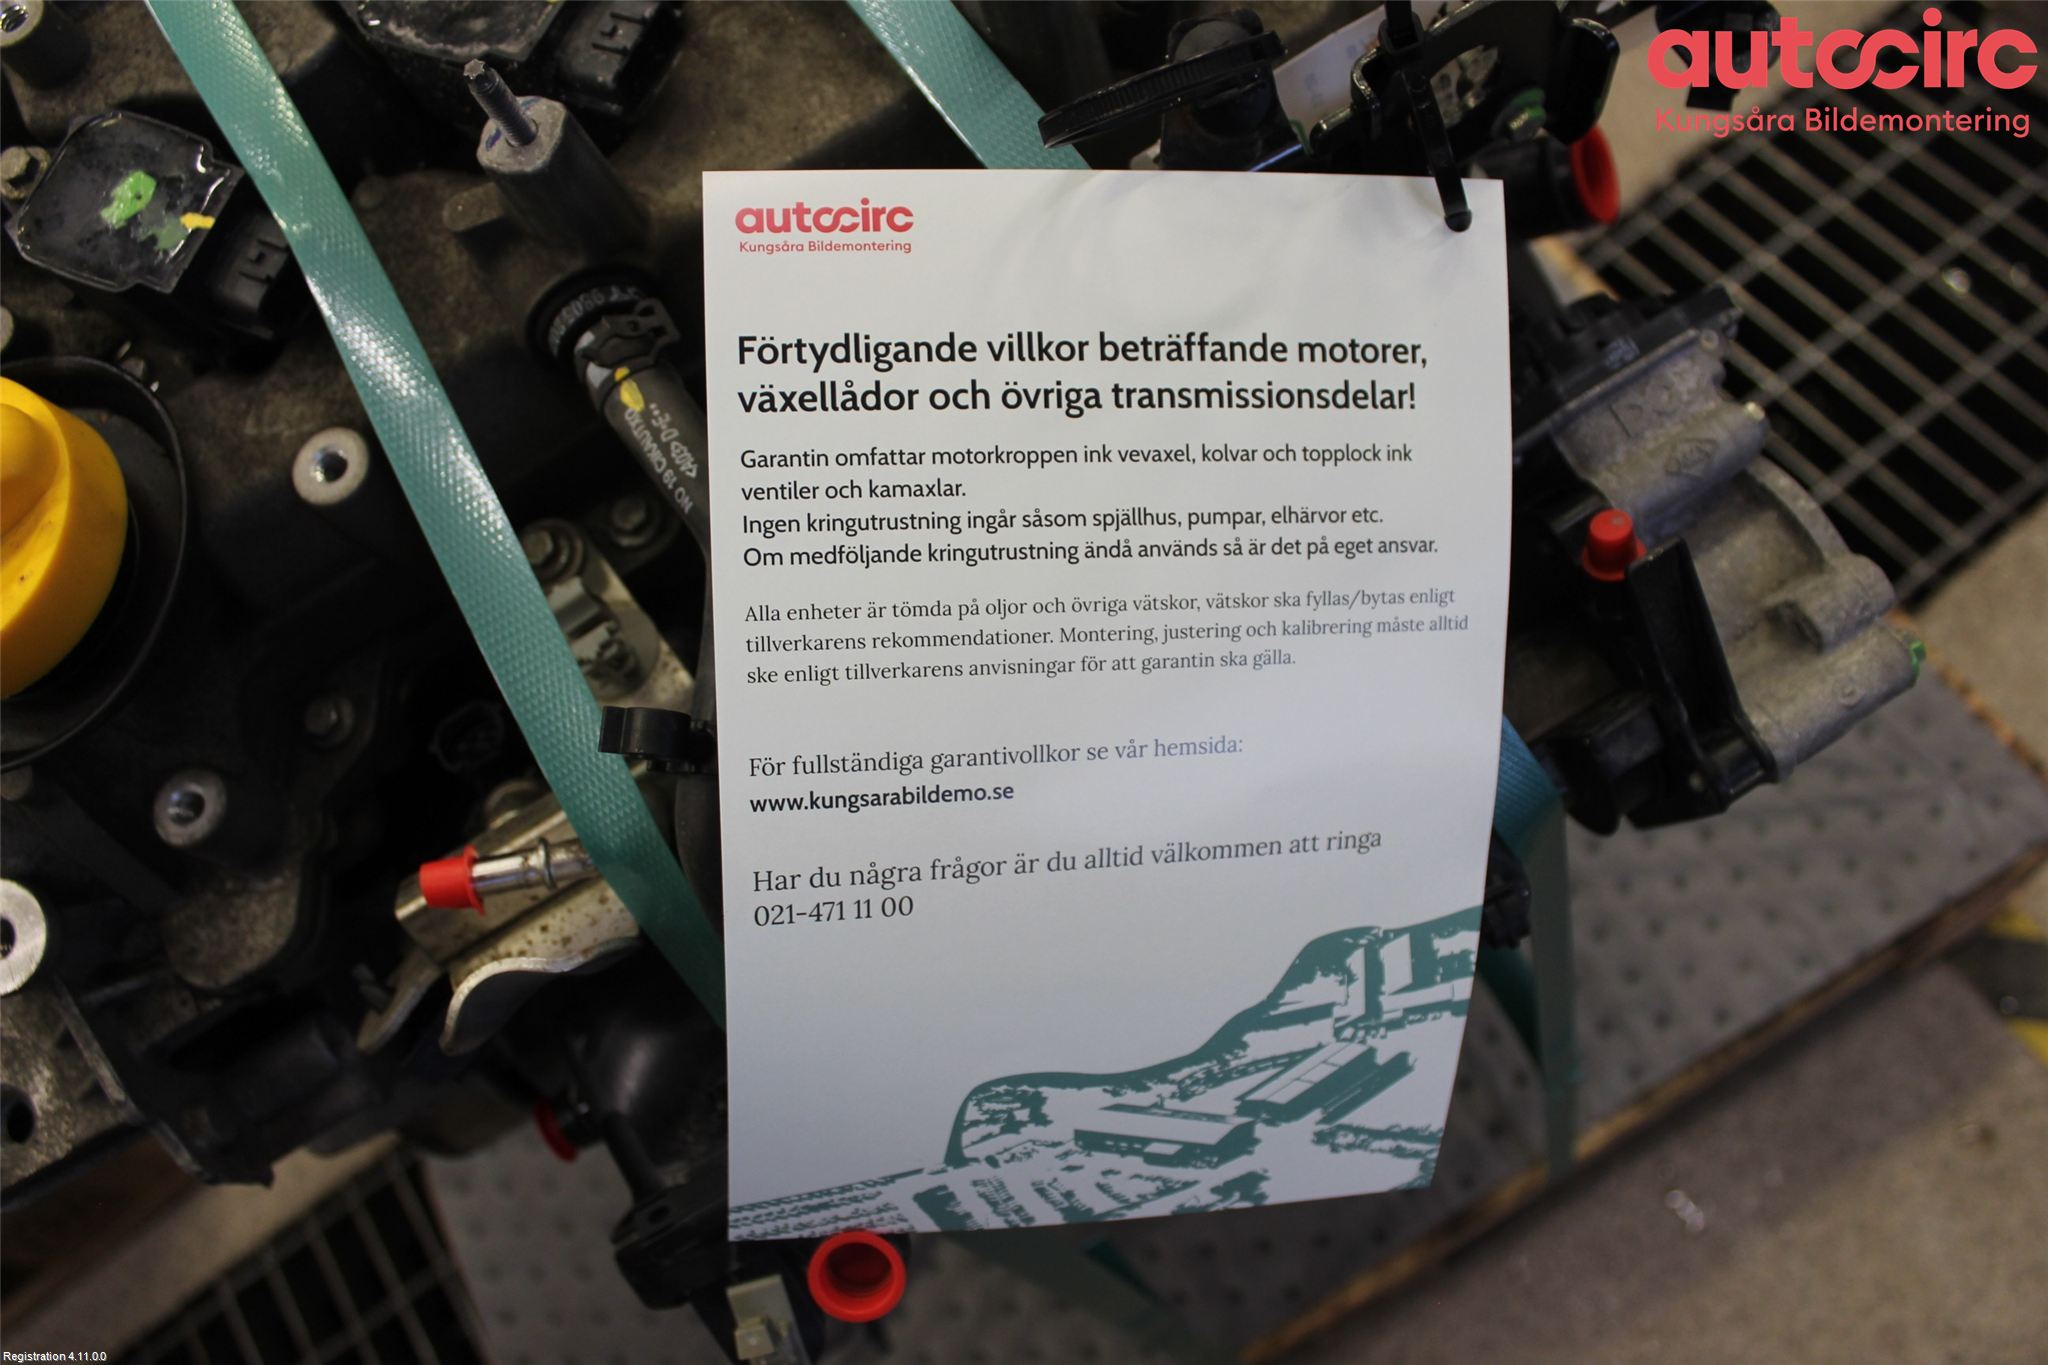 autocirc
Kungsåra Bildemontering
autocirc
Kungsåra Bildemontering
Förtydligande villkor beträffande motorer,
växellådor och övriga transmissionsdelar!
Garantin omfattar motorkroppen ink vevaxel, kolvar och topplock ink
ventiler och kamaxlar.
Ingen kringutrustning ingår såsom spjällhus, pumpar, elhärvor etc.
Om medföljande kringutrustning ändå används så är det på eget ansvar.
Alla enheter är tömda på oljor och övriga vätskor, vätskor ska fyllas/bytas enligt
tillverkarens rekommendationer. Montering, justering och kalibrering måste alltid
ske enligt tillverkarens anvisningar för att garantin ska gälla.
För fullständiga garantivollkor se vår hemsida:
www.kungsarabildemo.se
Har du några frågor är du alltid välkommen att ringa
021-471 11 00
Registration 4.11.0.0